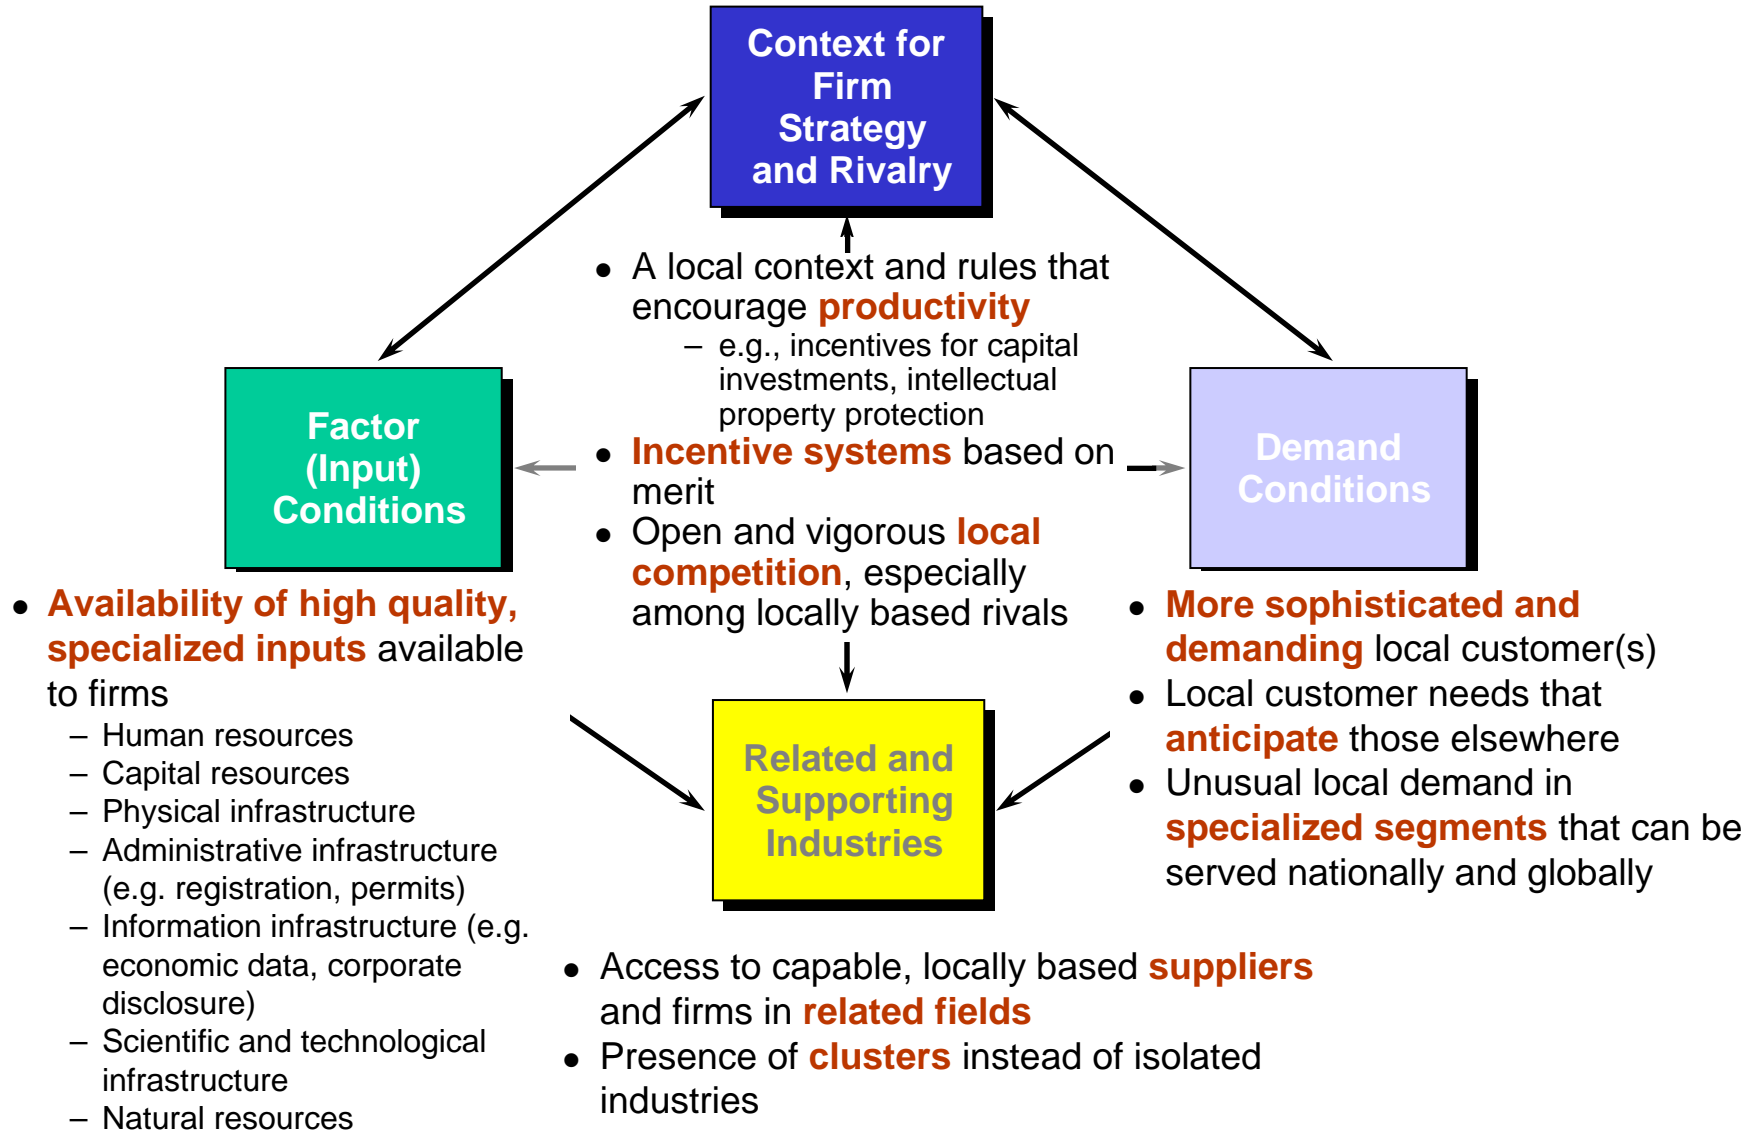 Context for
Firm
Strategy
and Rivalry
● A local context and rules that
encourage productivity
– e.g., incentives for capital
investments, intellectual
property protection
● Incentive systems based on
merit
● Open and vigorous local
competition, especially
among locally based rivals
Factor
(Input)
Conditions
● Availability of high quality,
specialized inputs available
to firms
– Human resources
– Capital resources
– Physical infrastructure
– Administrative infrastructure
(e.g. registration, permits)
– Information infrastructure (e.g.
economic data, corporate
disclosure)
– Scientific and technological
infrastructure
– Natural resources
Demand
Conditions
● More sophisticated and
demanding local customer(s)
● Local customer needs that
anticipate those elsewhere
● Unusual local demand in
specialized segments that can be
served nationally and globally
Related and
Supporting
Industries
● Access to capable, locally based suppliers
and firms in related fields
● Presence of clusters instead of isolated
industries